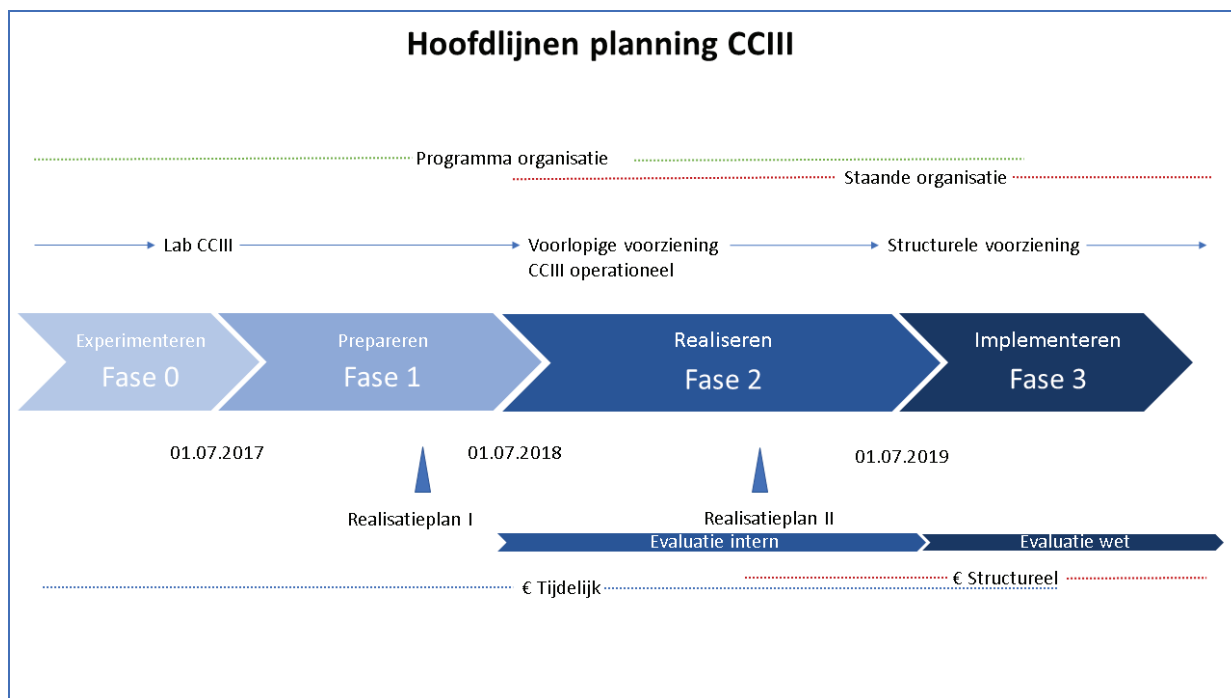 Hoofdlijnen planning CCIII
Programma organisatie
Staande organisatie
Lab CCIII
Voorlopige voorziening
CCIII operationeel
Structurele voorziening
Experimenteren
Fase 0
Prepareren
Fase 1
Realiseren
Fase 2
Implementeren
Fase 3
01.07.2017
01.07.2018
01.07.2019
Realisatieplan I
Realisatieplan II
Evaluatie intern
Evaluatie wet
€ Tijdelijk
€ Structureel